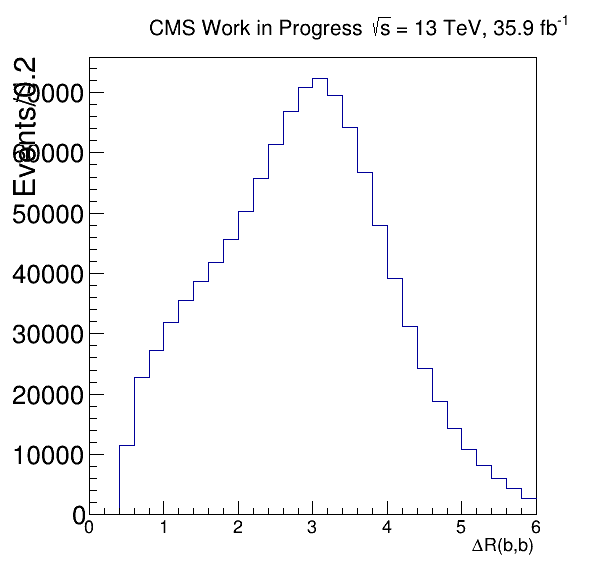 CMS Work in Progress √s = 13 TeV, 35.9 fb-1
Events/0.2
70000
60000
50000
40000
30000
20000
10000
0
0 1 2 3 4 5 6
ΔR(b,b)